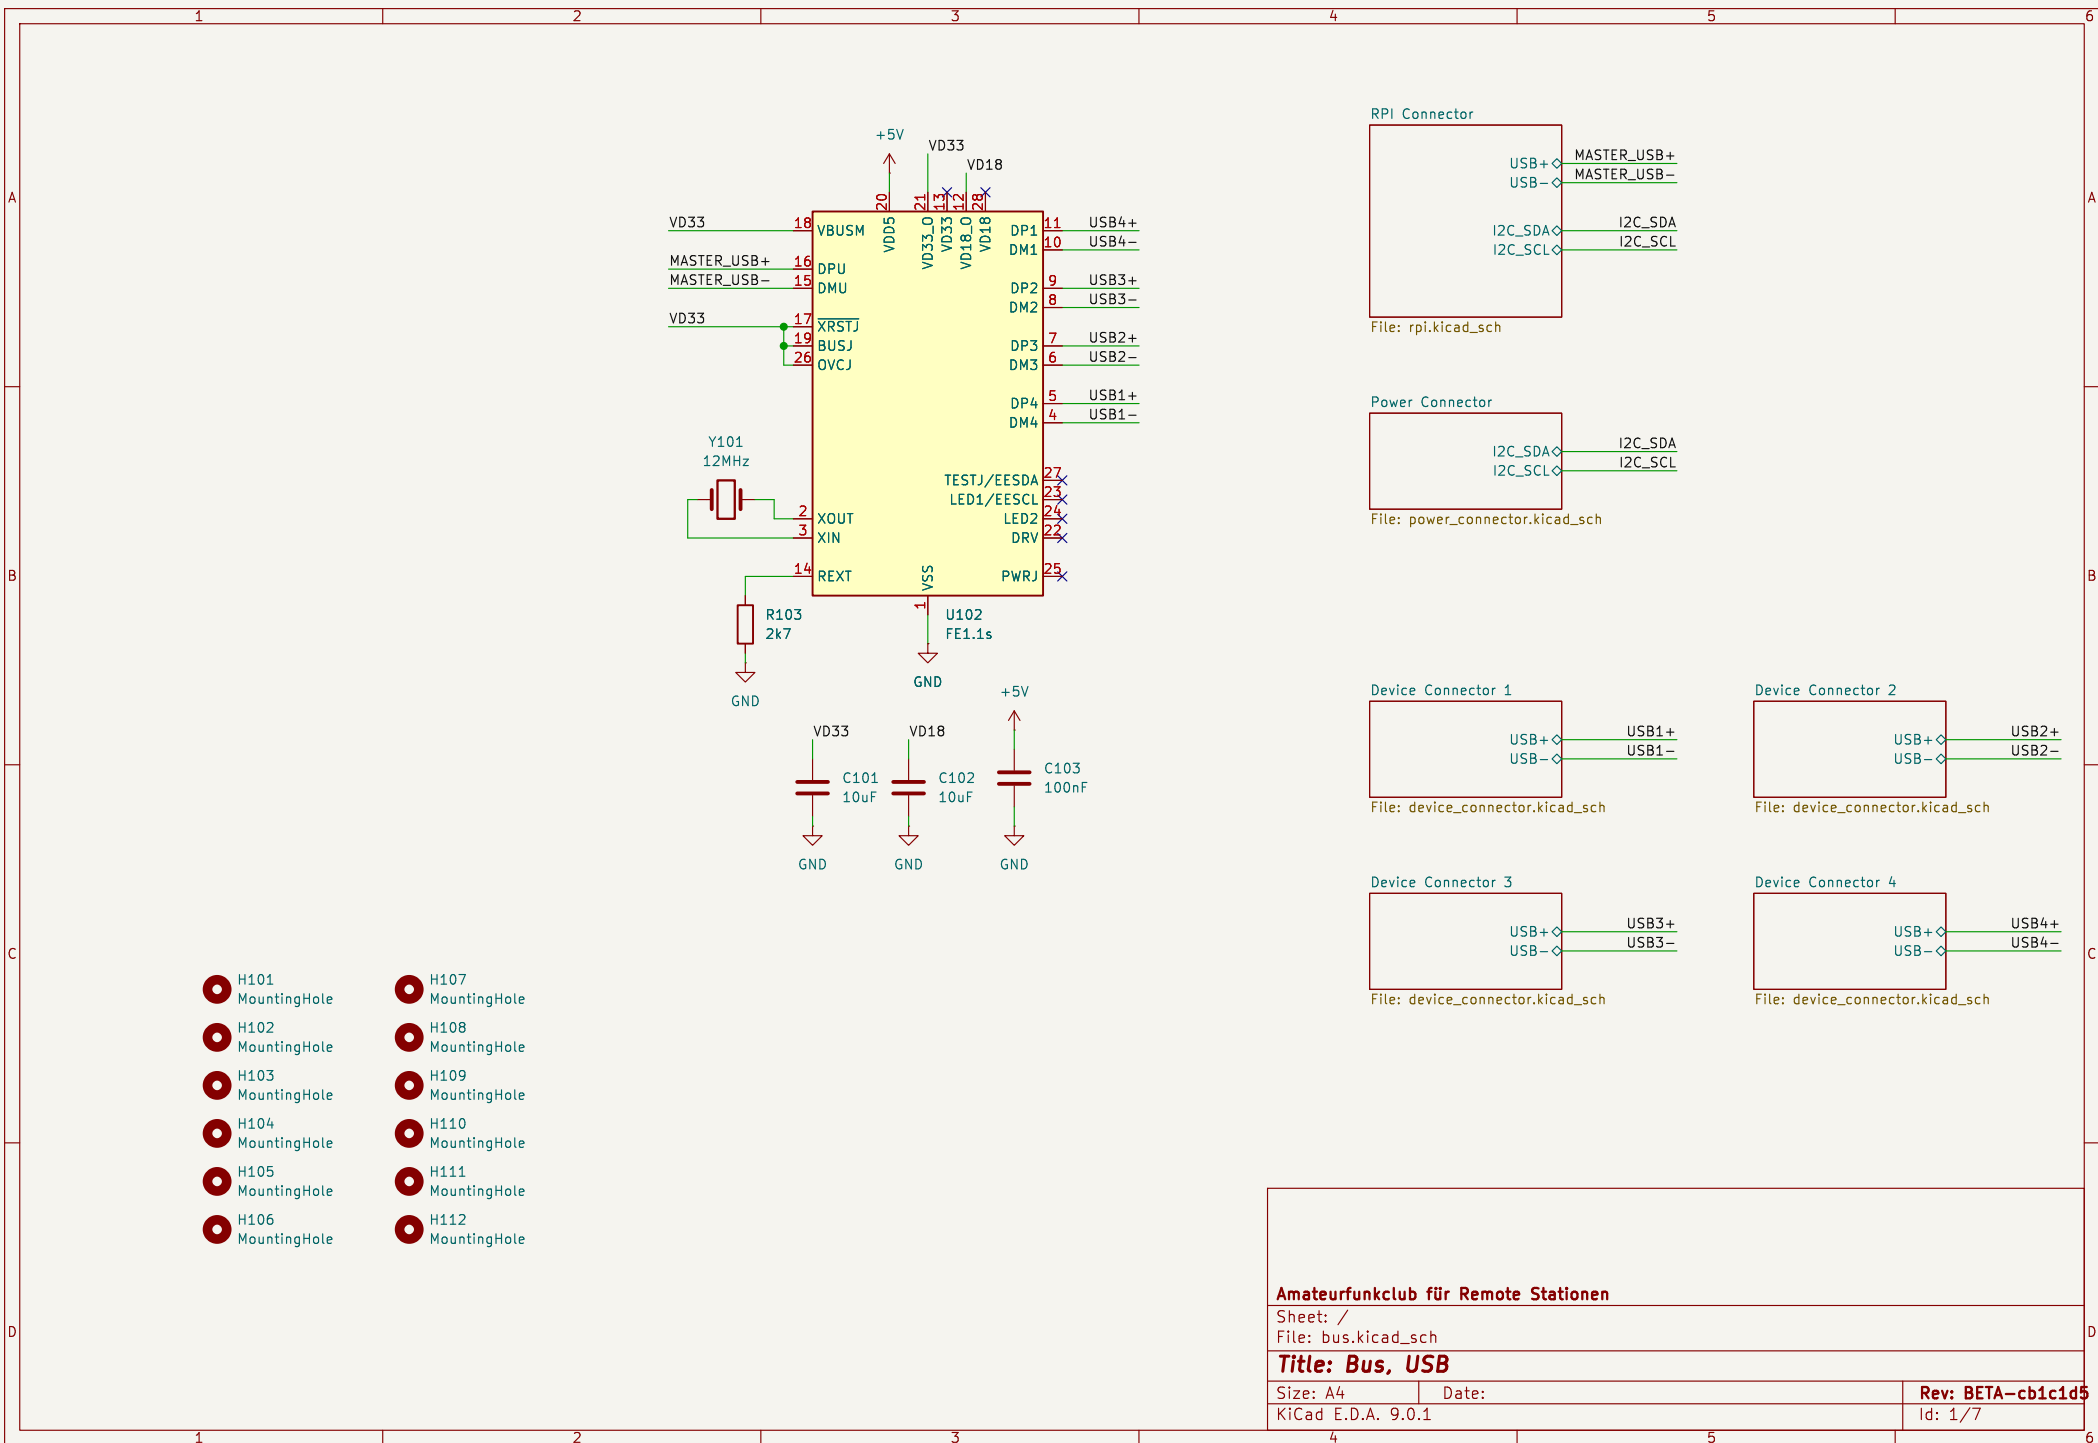 1 2 3 4 5 6
A A
B B
C C
D D
1 2 3 4 5 6
+5V
VD33
VD18
20
21
13
12
28
VDD5
VD33_O
VD33
VD18_O
VD18
VD33
18 VBUSM
MASTER_USB+
16 DPU
MASTER_USB-
15 DMU
VD33
17 XRSTJ
19 BUSJ
26 OVCJ
Y101
12MHz
2 XOUT
3 XIN
14 REXT
R103
2k7
GND
DP1 11 USB4+
DM1 10 USB4-
DP2 9 USB3+
DM2 8 USB3-
DP3 7 USB2+
DM3 6 USB2-
DP4 5 USB1+
DM4 4 USB1-
TESTJ/EESDA 27
LED1/EESCL 23
LED2 24
DRV 22
PWRJ 25
VSS
1
U102
FE1.1s
GND
VD33
C101
10uF
GND
VD18
C102
10uF
GND
+5V
C103
100nF
GND
RPI Connector
USB+ MASTER_USB+
USB- MASTER_USB-
I2C_SDA I2C_SDA
I2C_SCL I2C_SCL
File: rpi.kicad_sch
Power Connector
I2C_SDA I2C_SDA
I2C_SCL I2C_SCL
File: power_connector.kicad_sch
Device Connector 1
USB+ USB1+
USB- USB1-
File: device_connector.kicad_sch
Device Connector 2
USB+ USB2+
USB- USB2-
File: device_connector.kicad_sch
Device Connector 3
USB+ USB3+
USB- USB3-
File: device_connector.kicad_sch
Device Connector 4
USB+ USB4+
USB- USB4-
File: device_connector.kicad_sch
H101
MountingHole
H102
MountingHole
H103
MountingHole
H104
MountingHole
H105
MountingHole
H106
MountingHole
H107
MountingHole
H108
MountingHole
H109
MountingHole
H110
MountingHole
H111
MountingHole
H112
MountingHole
Amateurfunkclub für Remote Stationen
Sheet: /
File: bus.kicad_sch
Title: Bus, USB
Size: A4 Date: Rev: BETA-cb1c1d5
KiCad E.D.A. 9.0.1 Id: 1/7